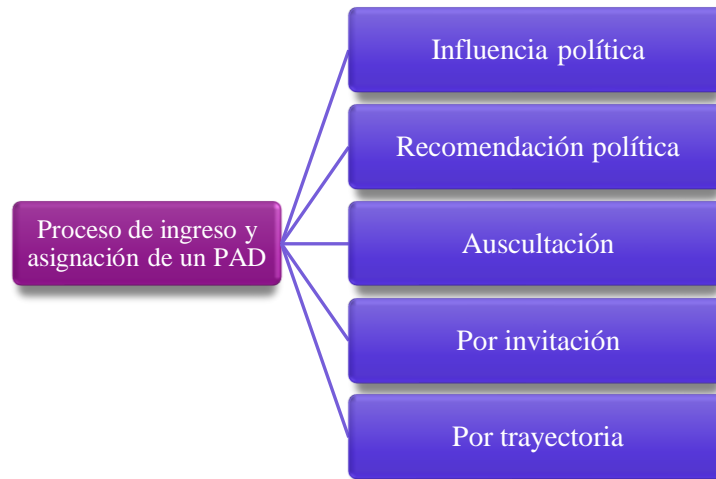 Influencia política
Recomendación política
Proceso de ingreso y
asignación de un PAD
Auscultación
Por invitación
Por trayectoria